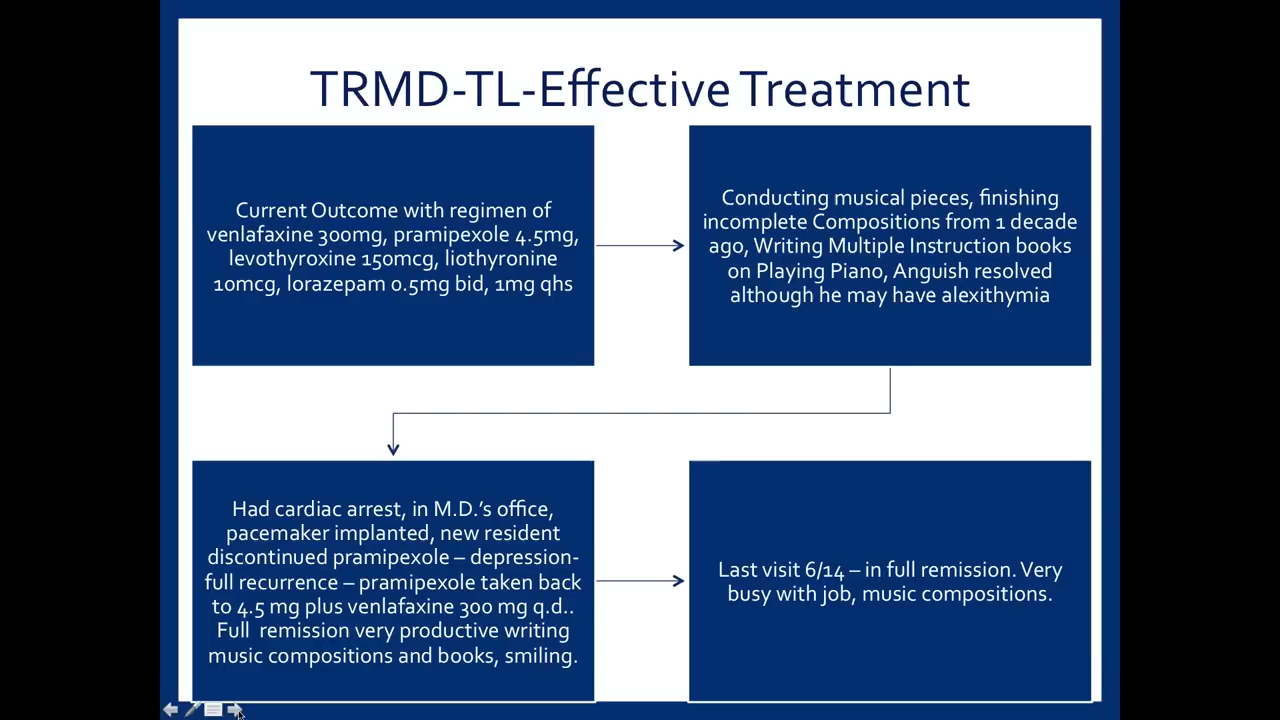 TRMD-TL-Effective Treatment
Current Outcome with regimen of
venlafaxine 300mg, pramipexole 4.5mg,
levothyroxine 150mcg, liothyronine
10mcg, lorazepam 0.5mg bid, 1mg qhs
Conducting musical pieces, finishing
incomplete Compositions from 1 decade
ago, Writing Multiple Instruction books
on Playing Piano, Anguish resolved
although he may have alexithymia
Had cardiac arrest, in M.D.'s office,
pacemaker implanted, new resident
discontinued pramipexole – depression-
full recurrence – pramipexole taken back
to 4.5 mg plus venlafaxine 300 mg q.d..
Full remission very productive writing
music compositions and books, smiling.
Last visit 6/14 – in full remission. Very
busy with job, music compositions.